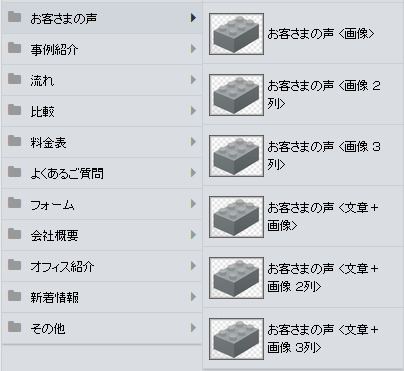 お客さまの声
事例紹介
流れ
比較
料金表
よくあるご質問
フォーム
会社概要
オフィス紹介
新着情報
その他
お客さまの声 <画像>
お客さまの声 <画像 2
列>
お客さまの声 <画像 3
列>
お客さまの声 <文章+
画像>
お客さまの声 <文章+
画像 2列>
お客さまの声 <文章+
画像 3列>